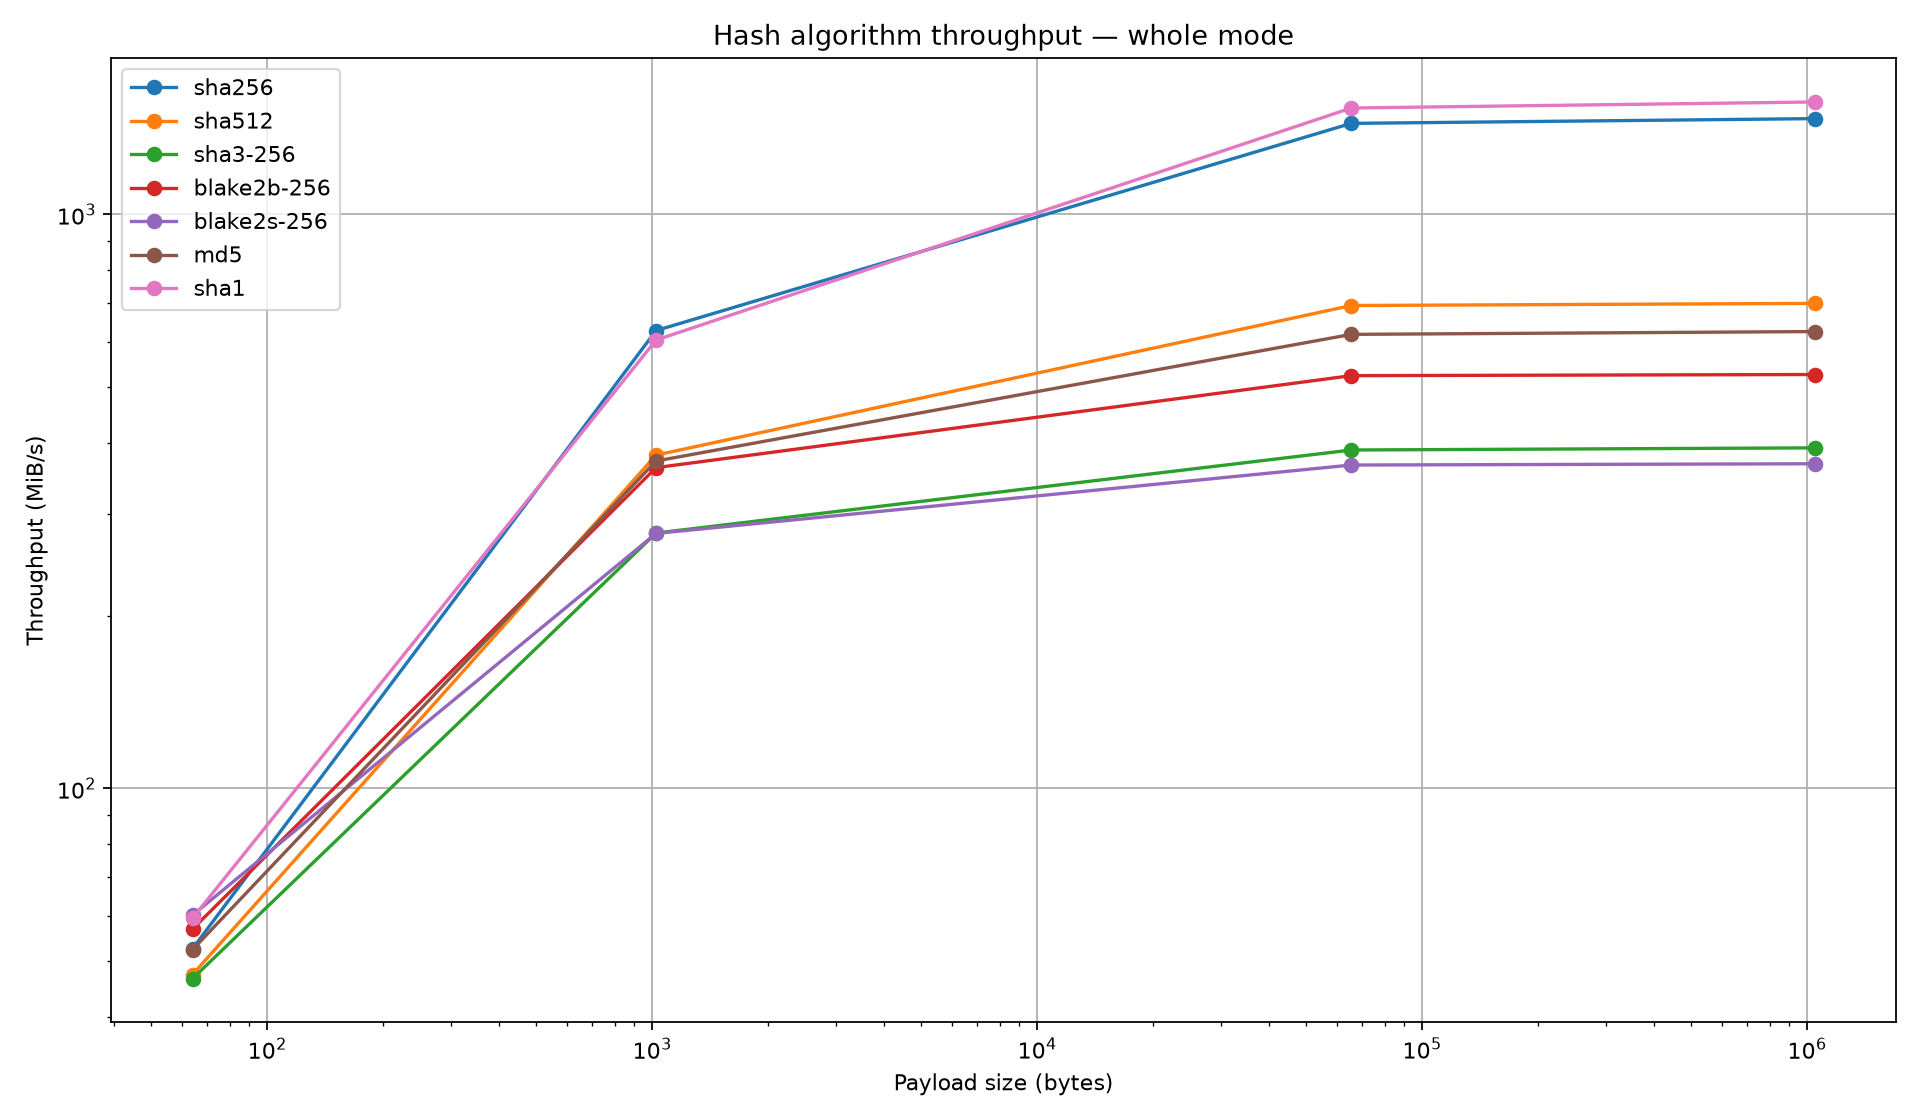 Hash algorithm throughput — whole mode
sha256
sha512
sha3-256
blake2b-256
blake2s-256
md5
sha1
Throughput (MiB/s)
10³
10²
10² 10³ 10⁴ 10⁵ 10⁶
Payload size (bytes)